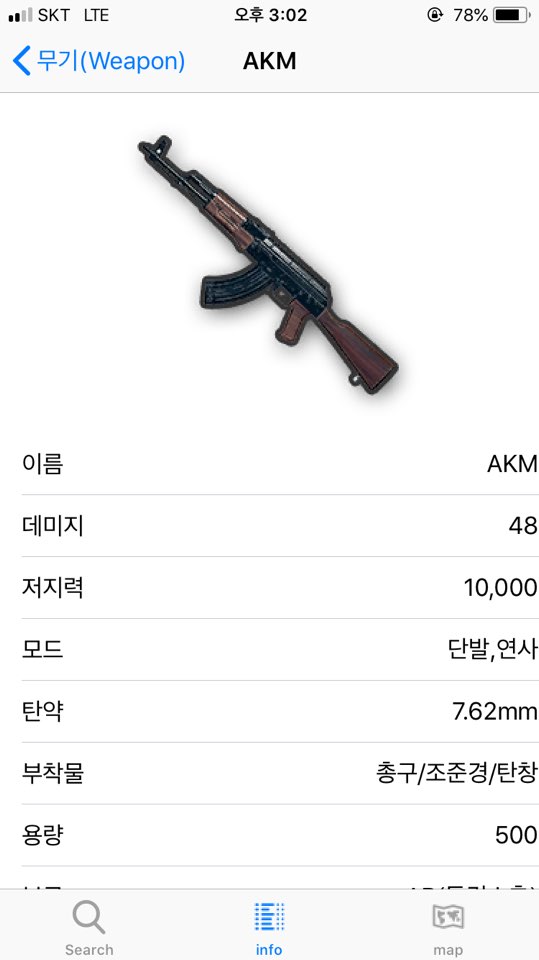 SKT LTE 오후 3:02 78%
무기(Weapon) AKM
이름 AKM
데미지 48
저지력 10,000
모드 단발,연사
탄약 7.62mm
부착물 총구/조준경/탄창
용량 500
Search info map